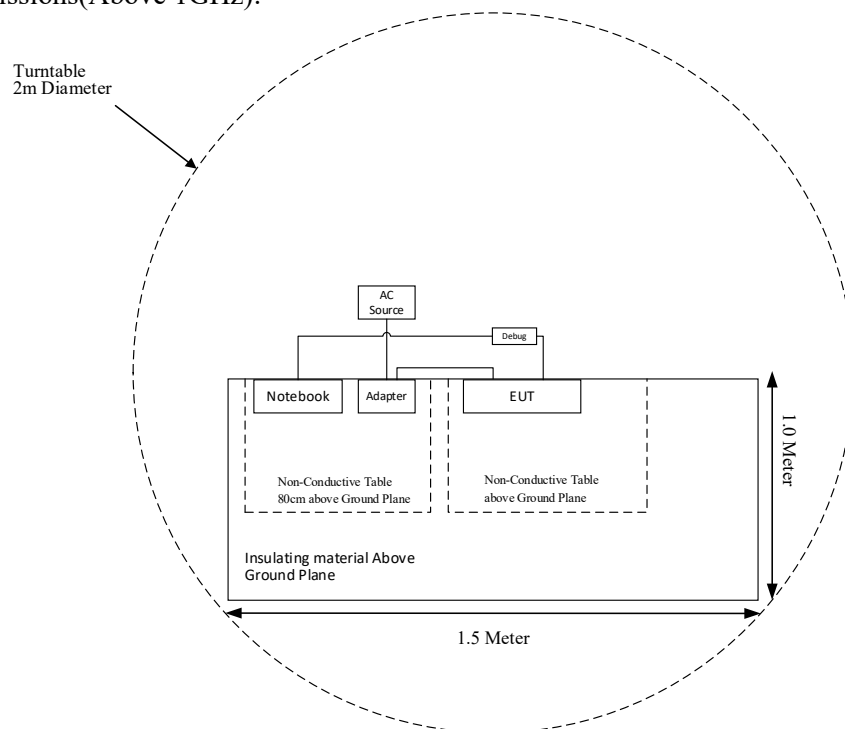 ssions(Above 1GHz):
Turntable
2m Diameter
AC
Source
Debug
Notebook
Adapter
EUT
1.0 Meter
Non-Conductive Table
80cm above Ground Plane
Non-Conductive Table
above Ground Plane
Insulating material Above
Ground Plane
1.5 Meter